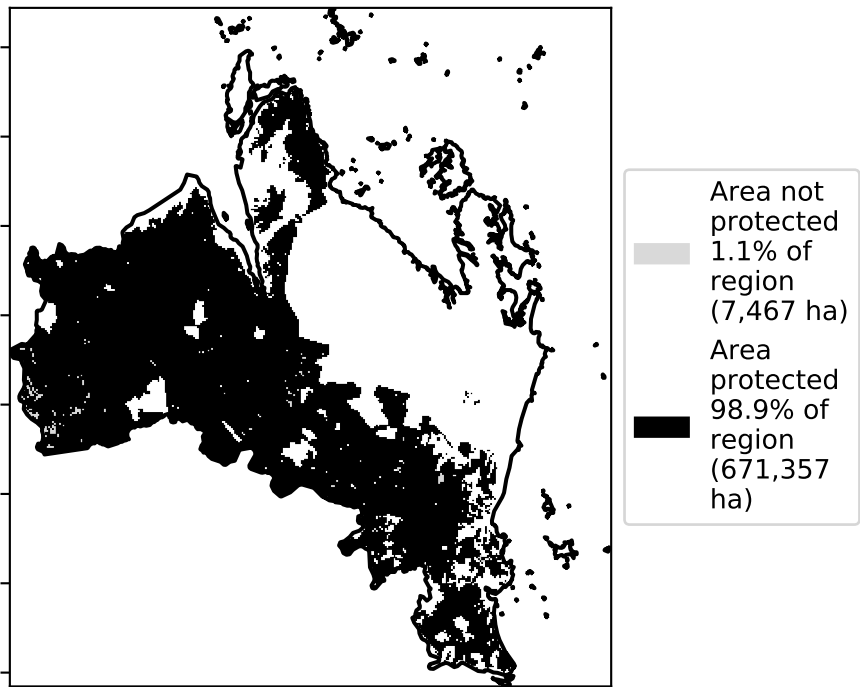 Area not
protected
1.1% of
region
(7,467 ha)
Area
protected
98.9% of
region
(671,357
ha)